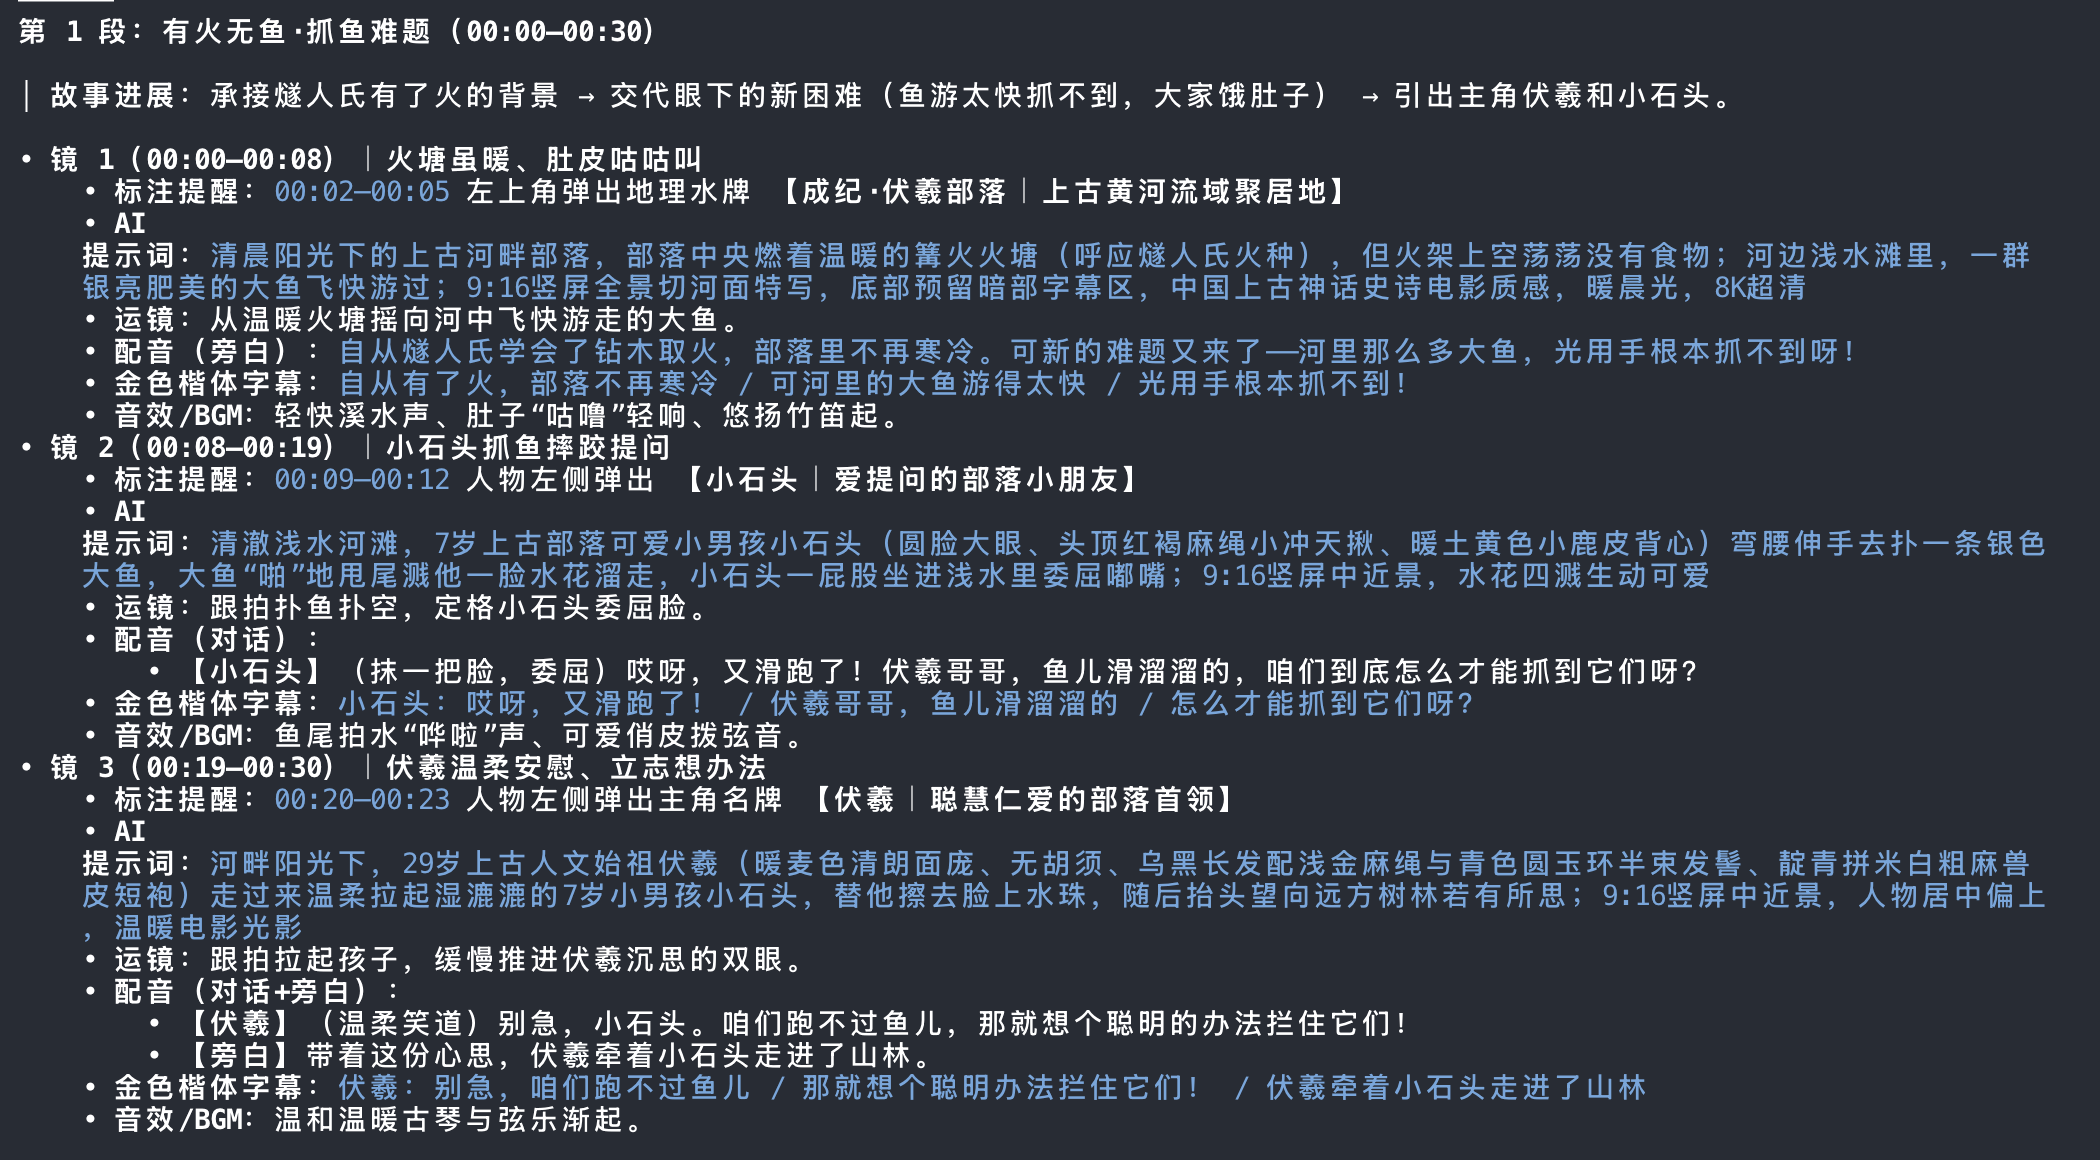 第 1 段：有火无鱼·抓鱼难题（00:00—00:30）
│ 故事进展：承接燧人氏有了火的背景 → 交代眼下的新困难（鱼游太快抓不到，大家饿肚子） → 引出主角伏羲和小石头。
• 镜 1（00:00—00:08）｜火塘虽暖、肚皮咕咕叫
• 标注提醒：00:02—00:05 左上角弹出地理水牌 【成纪·伏羲部落｜上古黄河流域聚居地】
• AI
提示词：清晨阳光下的上古河畔部落，部落中央燃着温暖的篝火火塘（呼应燧人氏火种），但火架上空荡荡没有食物；河边浅水滩里，一群
银亮肥美的大鱼飞快游过；9:16竖屏全景切河面特写，底部预留暗部字幕区，中国上古神话史诗电影质感，暖晨光，8K超清
• 运镜：从温暖火塘摇向河中飞快游走的大鱼。
• 配音（旁白）：自从燧人氏学会了钻木取火，部落里不再寒冷。可新的难题又来了——河里那么多大鱼，光用手根本抓不到呀！
• 金色楷体字幕：自从有了火，部落不再寒冷 / 可河里的大鱼游得太快 / 光用手根本抓不到！
• 音效/BGM：轻快溪水声、肚子“咕噜”轻响、悠扬竹笛起。
• 镜 2（00:08—00:19）｜小石头抓鱼摔跤提问
• 标注提醒：00:09—00:12 人物左侧弹出 【小石头｜爱提问的部落小朋友】
• AI
提示词：清澈浅水河滩，7岁上古部落可爱小男孩小石头（圆脸大眼、头顶红褐麻绳小冲天揪、暖土黄色小鹿皮背心）弯腰伸手去扑一条银色
大鱼，大鱼“啪”地甩尾溅他一脸水花溜走，小石头一屁股坐进浅水里委屈嘟嘴；9:16竖屏中近景，水花四溅生动可爱
• 运镜：跟拍扑鱼扑空，定格小石头委屈脸。
• 配音（对话）：
• 【小石头】（抹一把脸，委屈）哎呀，又滑跑了！伏羲哥哥，鱼儿滑溜溜的，咱们到底怎么才能抓到它们呀？
• 金色楷体字幕：小石头：哎呀，又滑跑了！ / 伏羲哥哥，鱼儿滑溜溜的 / 怎么才能抓到它们呀？
• 音效/BGM：鱼尾拍水“哗啦”声、可爱俏皮拨弦音。
• 镜 3（00:19—00:30）｜伏羲温柔安慰、立志想办法
• 标注提醒：00:20—00:23 人物左侧弹出主角名牌 【伏羲｜聪慧仁爱的部落首领】
• AI
提示词：河畔阳光下，29岁上古人文始祖伏羲（暖麦色清朗面庞、无胡须、乌黑长发配浅金麻绳与青色圆玉环半束发髻、靛青拼米白粗麻兽
皮短袍）走过来温柔拉起湿漉漉的7岁小男孩小石头，替他擦去脸上水珠，随后抬头望向远方树林若有所思；9:16竖屏中近景，人物居中偏上
，温暖电影光影
• 运镜：跟拍拉起孩子，缓慢推进伏羲沉思的双眼。
• 配音（对话+旁白）：
• 【伏羲】（温柔笑道）别急，小石头。咱们跑不过鱼儿，那就想个聪明的办法拦住它们！
• 【旁白】带着这份心思，伏羲牵着小石头走进了山林。
• 金色楷体字幕：伏羲：别急，咱们跑不过鱼儿 / 那就想个聪明办法拦住它们！ / 伏羲牵着小石头走进了山林
• 音效/BGM：温和温暖古琴与弦乐渐起。